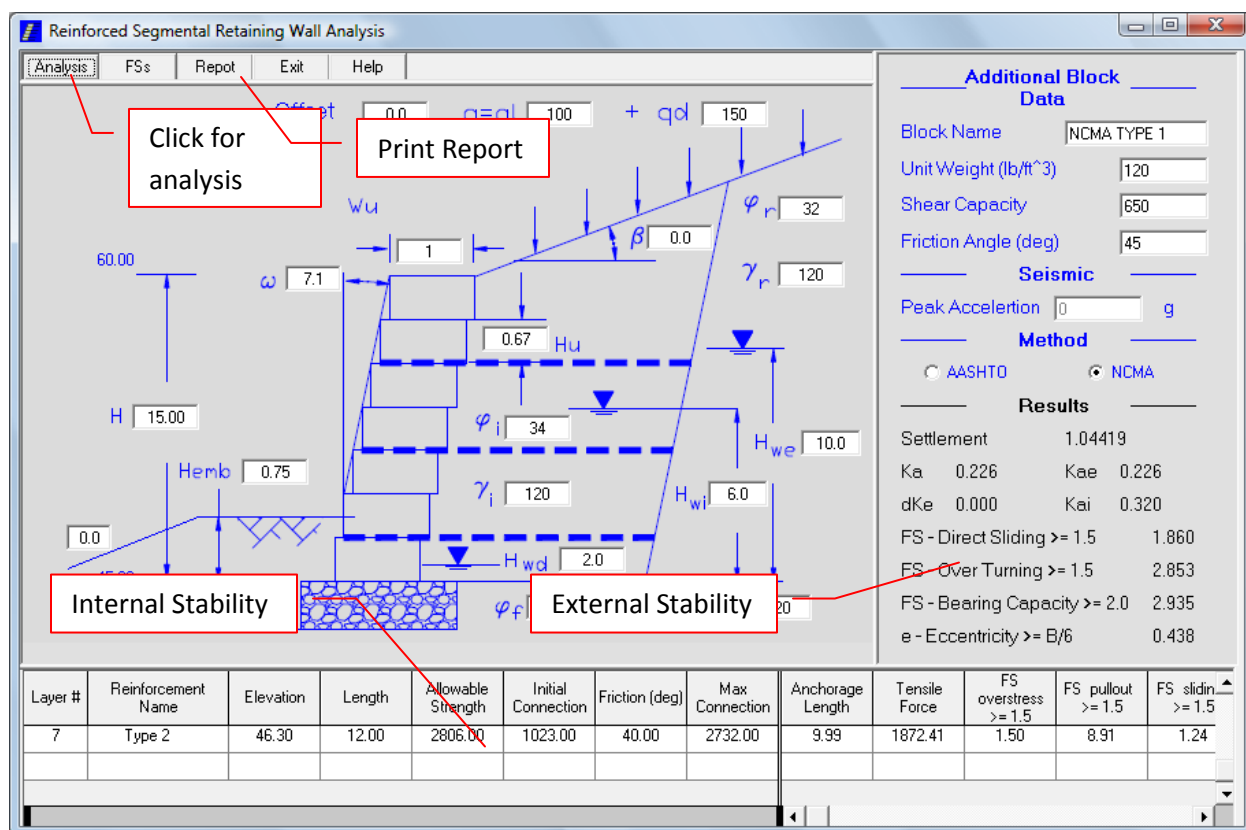 Reinforced Segmental Retaining Wall Analysis
Analysis FSs Repot Exit Help
Offset 0.0 q=ql 100 + qd 150
Click for
analysis
Print Report
Wu
1
φr 32
β 0.0
60.00
ω 7.1
γr 120
0.67 Hu
H 15.00
φi 34
Hwe 10.0
Hemb 0.75
γi 120
Hwi 6.0
0.0
Hwd 2.0
Internal Stability
φf
External Stability
20
Additional Block
Data
Block Name NCMA TYPE 1
Unit Weight (lb/ft^3) 120
Shear Capacity 650
Friction Angle (deg) 45
Seismic
Peak Accelertion 0 g
Method
AASHTO NCMA
Results
Settlement 1.04419
Ka 0.226 Kae 0.226
dKe 0.000 Kai 0.320
FS - Direct Sliding >= 1.5 1.860
FS - Over Turning >= 1.5 2.853
FS - Bearing Capacity >= 2.0 2.935
e - Eccentricity >= B/6 0.438
Layer # Reinforcement Name Elevation Length Allowable Strength Initial Connection Friction (deg) Max Connection Anchorage Length Tensile Force FS overstress >= 1.5 FS pullout >= 1.5 FS slidin >= 1.5
7 Type 2 46.30 12.00 2806.00 1023.00 40.00 2732.00 9.99 1872.41 1.50 8.91 1.24